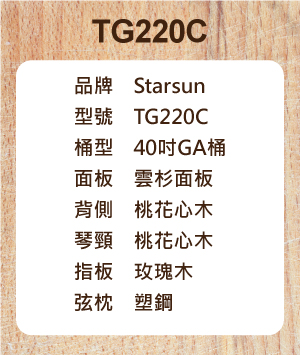 TG220C
品牌 Starsun
型號 TG220C
桶型 40吋GA桶
面板 雲杉面板
背側 桃花心木
琴頸 桃花心木
指板 玫瑰木
弦枕 塑鋼